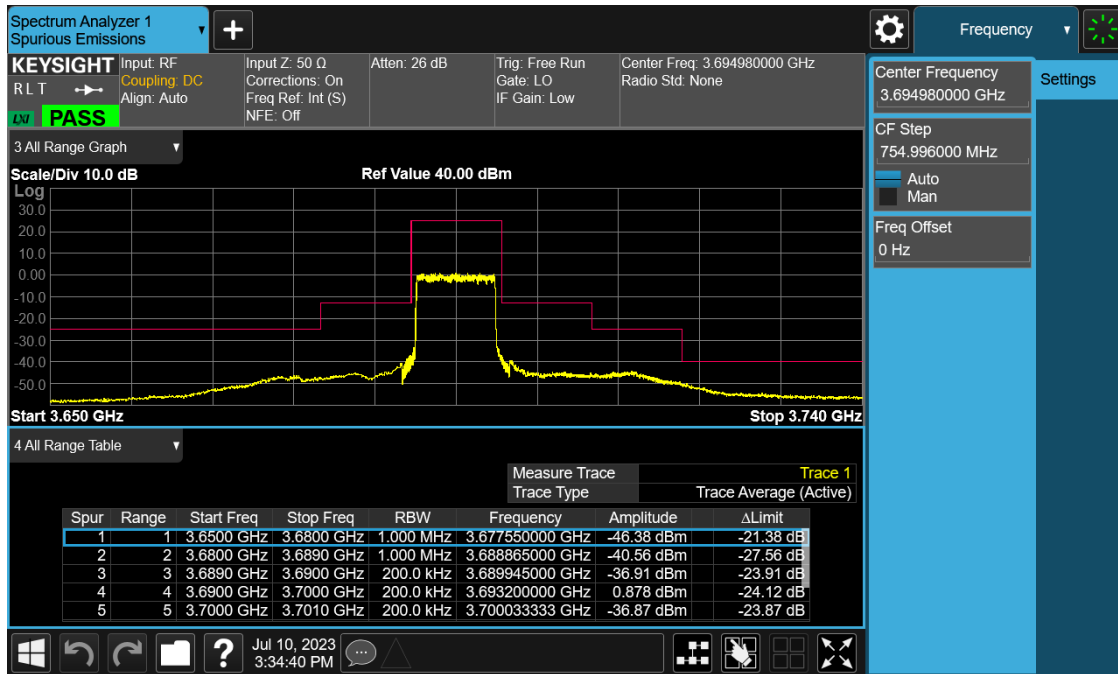 Spectrum Analyzer 1
Spurious Emissions
Frequency
KEYSIGHT
RLT
LXI
PASS
Input: RF
Coupling: DC
Align: Auto
Input Z: 50 Ω
Corrections: On
Freq Ref: Int (S)
NFE: Off
Atten: 26 dB
Trig: Free Run
Gate: LO
IF Gain: Low
Center Freq: 3.694980000 GHz
Radio Std: None
Center Frequency
3.694980000 GHz
Settings
CF Step
754.996000 MHz
Auto
Man
Freq Offset
0 Hz
3 All Range Graph
Scale/Div 10.0 dB
Ref Value 40.00 dBm
Log
30.0
20.0
10.0
0.00
-10.0
-20.0
-30.0
-40.0
-50.0
Start 3.650 GHz
Stop 3.740 GHz
4 All Range Table
Measure Trace Trace 1
Trace Type Trace Average (Active)
Spur Range Start Freq Stop Freq RBW Frequency Amplitude ΔLimit
1 1 3.6500 GHz 3.6800 GHz 1.000 MHz 3.677550000 GHz -46.38 dBm -21.38 dB
2 2 3.6800 GHz 3.6890 GHz 1.000 MHz 3.688865000 GHz -40.56 dBm -27.56 dB
3 3 3.6890 GHz 3.6900 GHz 200.0 kHz 3.689945000 GHz -36.91 dBm -23.91 dB
4 4 3.6900 GHz 3.7000 GHz 200.0 kHz 3.693200000 GHz 0.878 dBm -24.12 dB
5 5 3.7000 GHz 3.7010 GHz 200.0 kHz 3.700033333 GHz -36.87 dBm -23.87 dB
Jul 10, 2023
3:34:40 PM